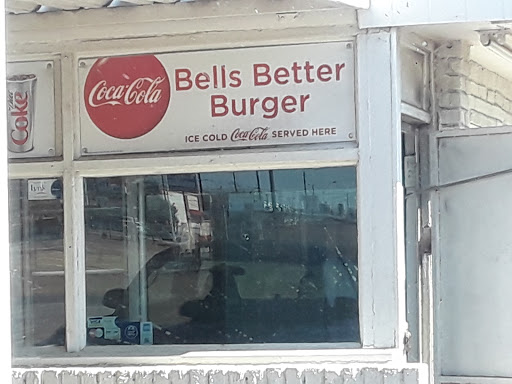 Coca-Cola
Bells Better
Burger
ICE COLD Coca-Cola SERVED HERE
Coke